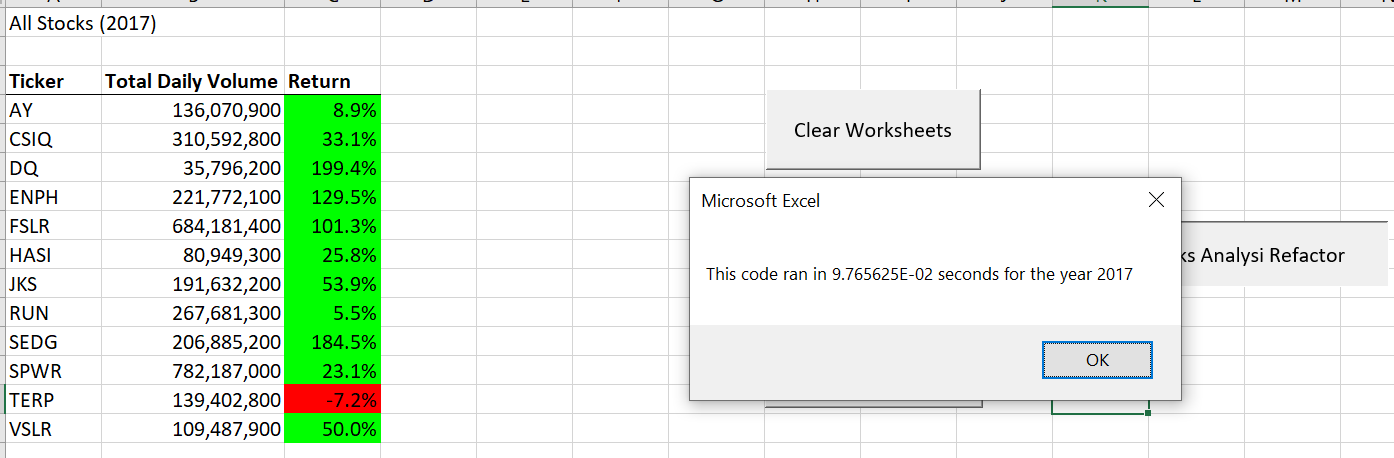 All Stocks (2017)
Ticker Total Daily Volume Return
AY 136,070,900 8.9%
CSIQ 310,592,800 33.1%
DQ 35,796,200 199.4%
ENPH 221,772,100 129.5%
FSLR 684,181,400 101.3%
HASI 80,949,300 25.8%
JKS 191,632,200 53.9%
RUN 267,681,300 5.5%
SEDG 206,885,200 184.5%
SPWR 782,187,000 23.1%
TERP 139,402,800 -7.2%
VSLR 109,487,900 50.0%
Clear Worksheets
Microsoft Excel
This code ran in 9.765625E-02 seconds for the year 2017
OK
ks Analysi Refactor